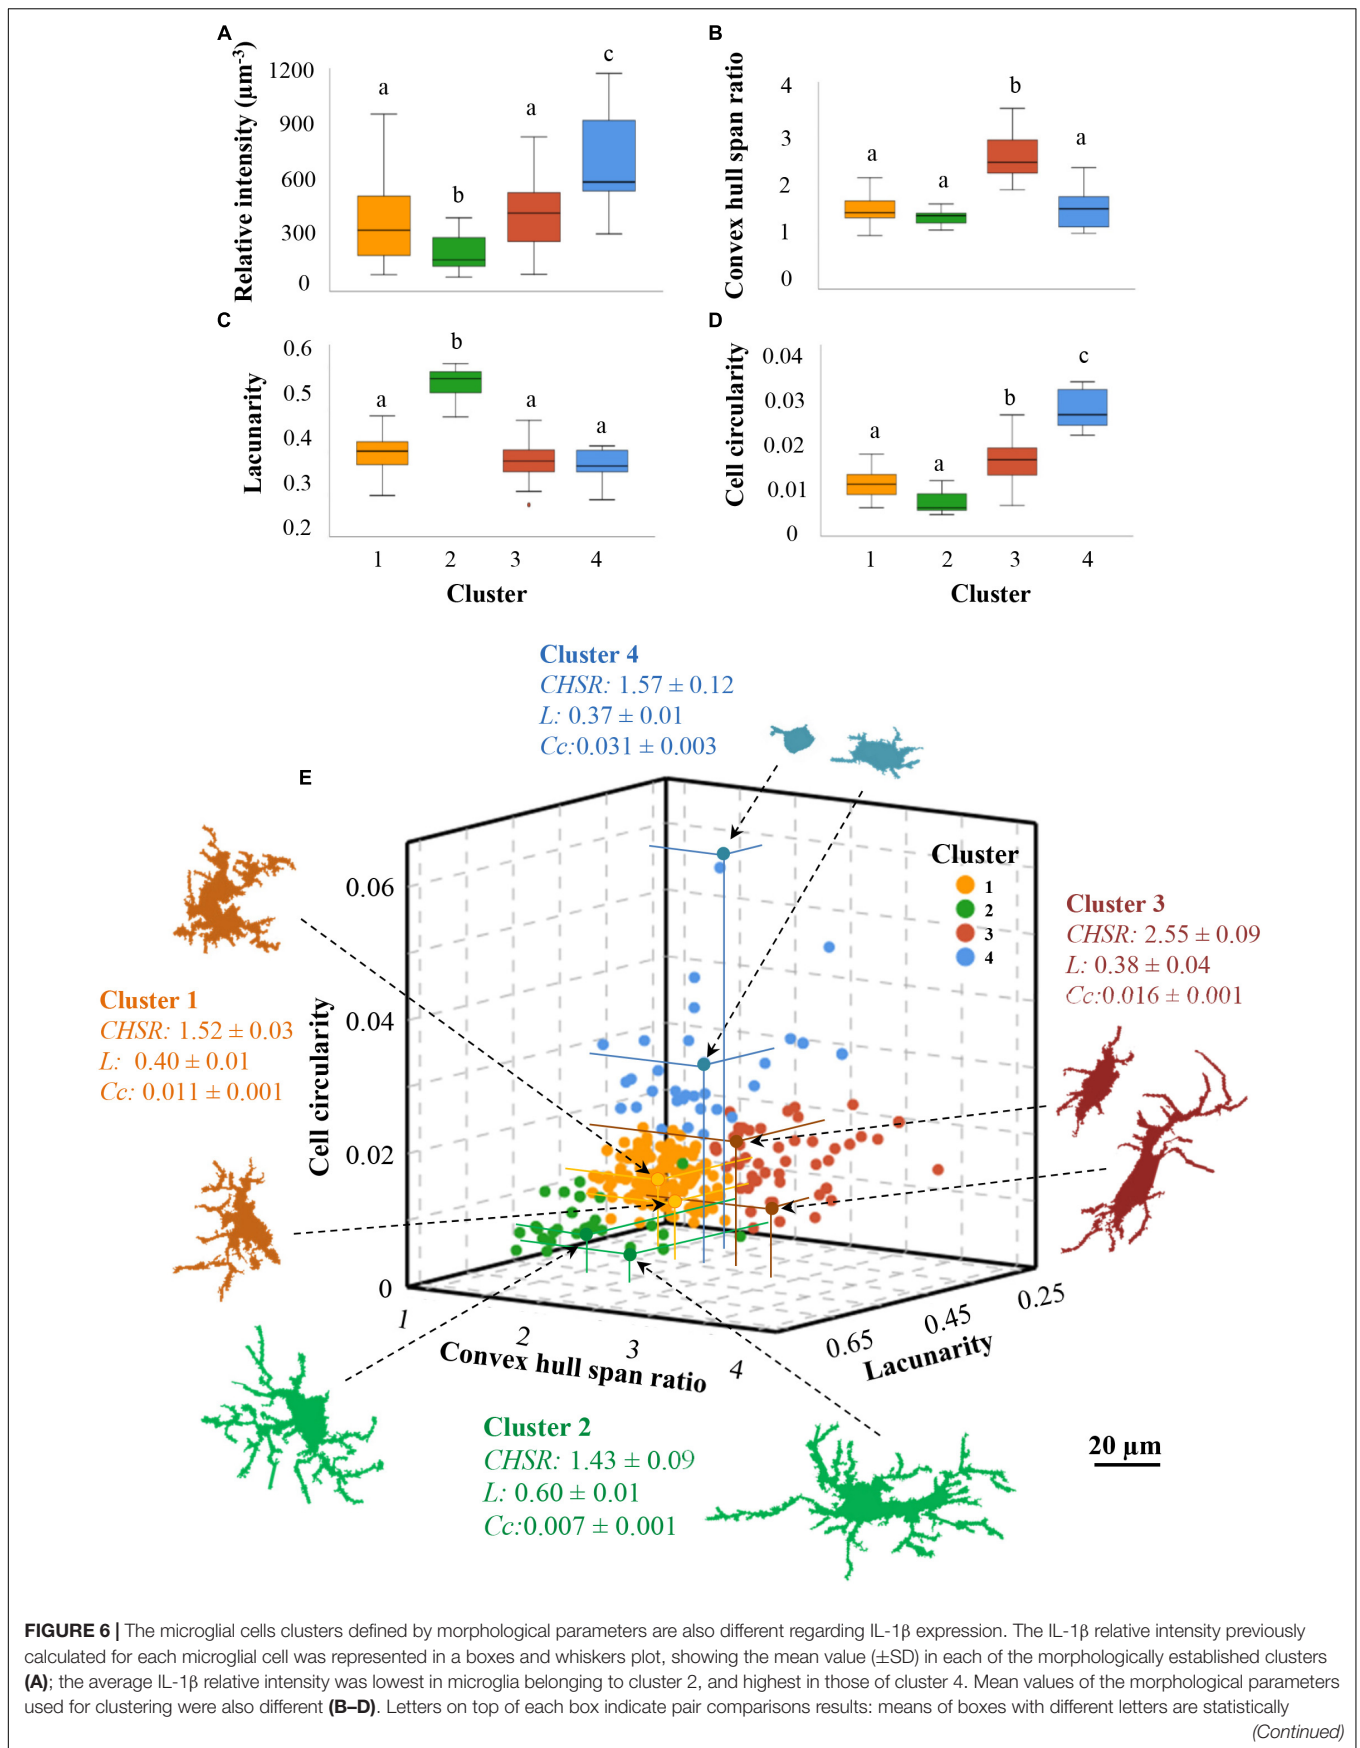 A
Relative intensity (µm-3)
1200
900
600
300
0
a
b
a
c
B
Convex hull span ratio
4
3
2
1
0
a
a
b
a
C
Lacunarity
0.6
0.5
0.4
0.3
0.2
a
b
a
a
1 2 3 4
Cluster
D
Cell circularity
0.04
0.03
0.02
0.01
0
a
a
b
c
1 2 3 4
Cluster
Cluster 4
CHSR: 1.57 ± 0.12
L: 0.37 ± 0.01
Cc:0.031 ± 0.003
E
Cluster
1
2
3
4
Cluster 3
CHSR: 2.55 ± 0.09
L: 0.38 ± 0.04
Cc:0.016 ± 0.001
Cluster 1
CHSR: 1.52 ± 0.03
L: 0.40 ± 0.01
Cc: 0.011 ± 0.001
Cell circularity
0.06
0.04
0.02
0
1
2
3
4
Convex hull span ratio
0.65
0.45
0.25
Lacunarity
Cluster 2
CHSR: 1.43 ± 0.09
L: 0.60 ± 0.01
Cc:0.007 ± 0.001
20 µm
FIGURE 6 | The microglial cells clusters defined by morphological parameters are also different regarding IL-1β expression. The IL-1β relative intensity previously
calculated for each microglial cell was represented in a boxes and whiskers plot, showing the mean value (±SD) in each of the morphologically established clusters
(A); the average IL-1β relative intensity was lowest in microglia belonging to cluster 2, and highest in those of cluster 4. Mean values of the morphological parameters
used for clustering were also different (B–D). Letters on top of each box indicate pair comparisons results: means of boxes with different letters are statistically
(Continued)